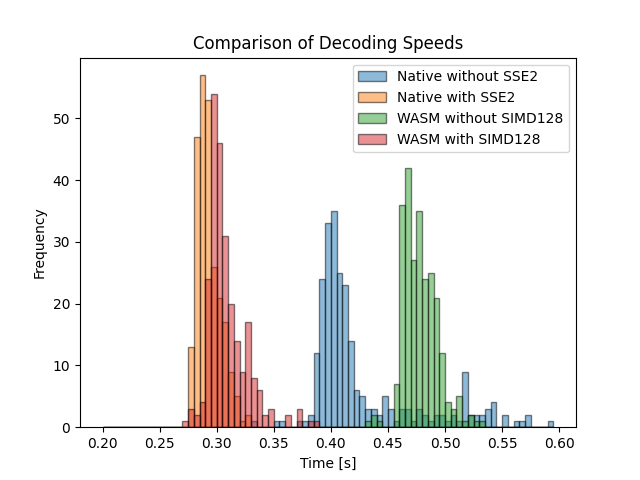 Comparison of Decoding Speeds
Native without SSE2
Native with SSE2
WASM without SIMD128
WASM with SIMD128
Frequency
50
40
30
20
10
0
0.20 0.25 0.30 0.35 0.40 0.45 0.50 0.55 0.60
Time [s]